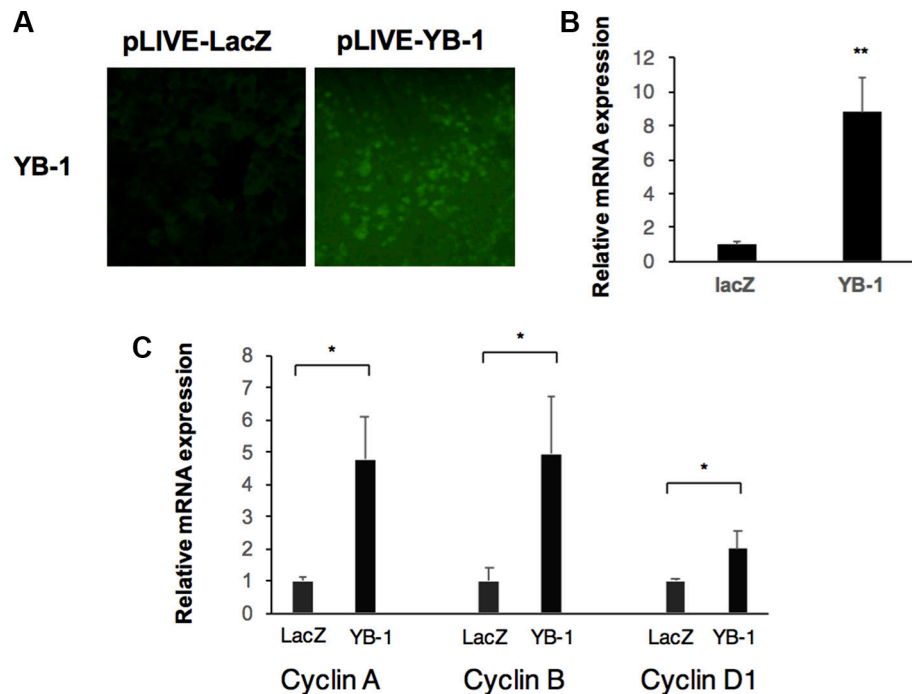 A
pLIVE-LacZ pLIVE-YB-1
YB-1
B
Relative mRNA expression
12
10
8
6
4
2
0
**
lacZ YB-1
C
Relative mRNA expression
8
7
6
5
4
3
2
1
0
* * *
LacZ YB-1 LacZ YB-1 LacZ YB-1
Cyclin A Cyclin B Cyclin D1